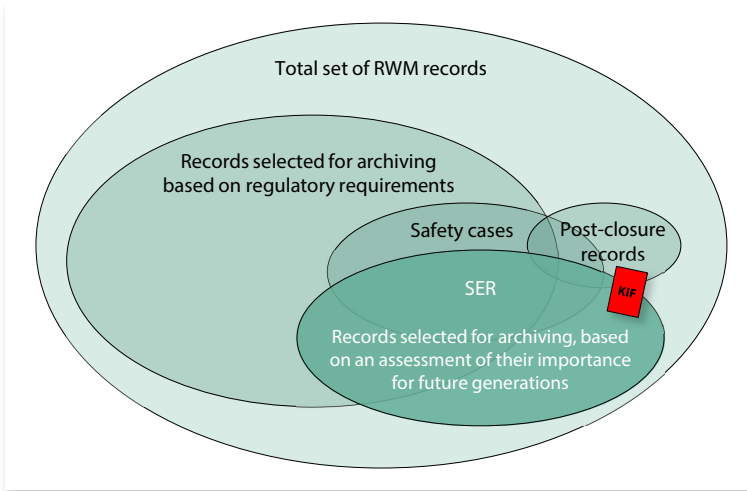 Total set of RWM records
Records selected for archiving
based on regulatory requirements
Safety cases
Post-closure
records
KIF
SER
Records selected for archiving, based
on an assessment of their importance
for future generations